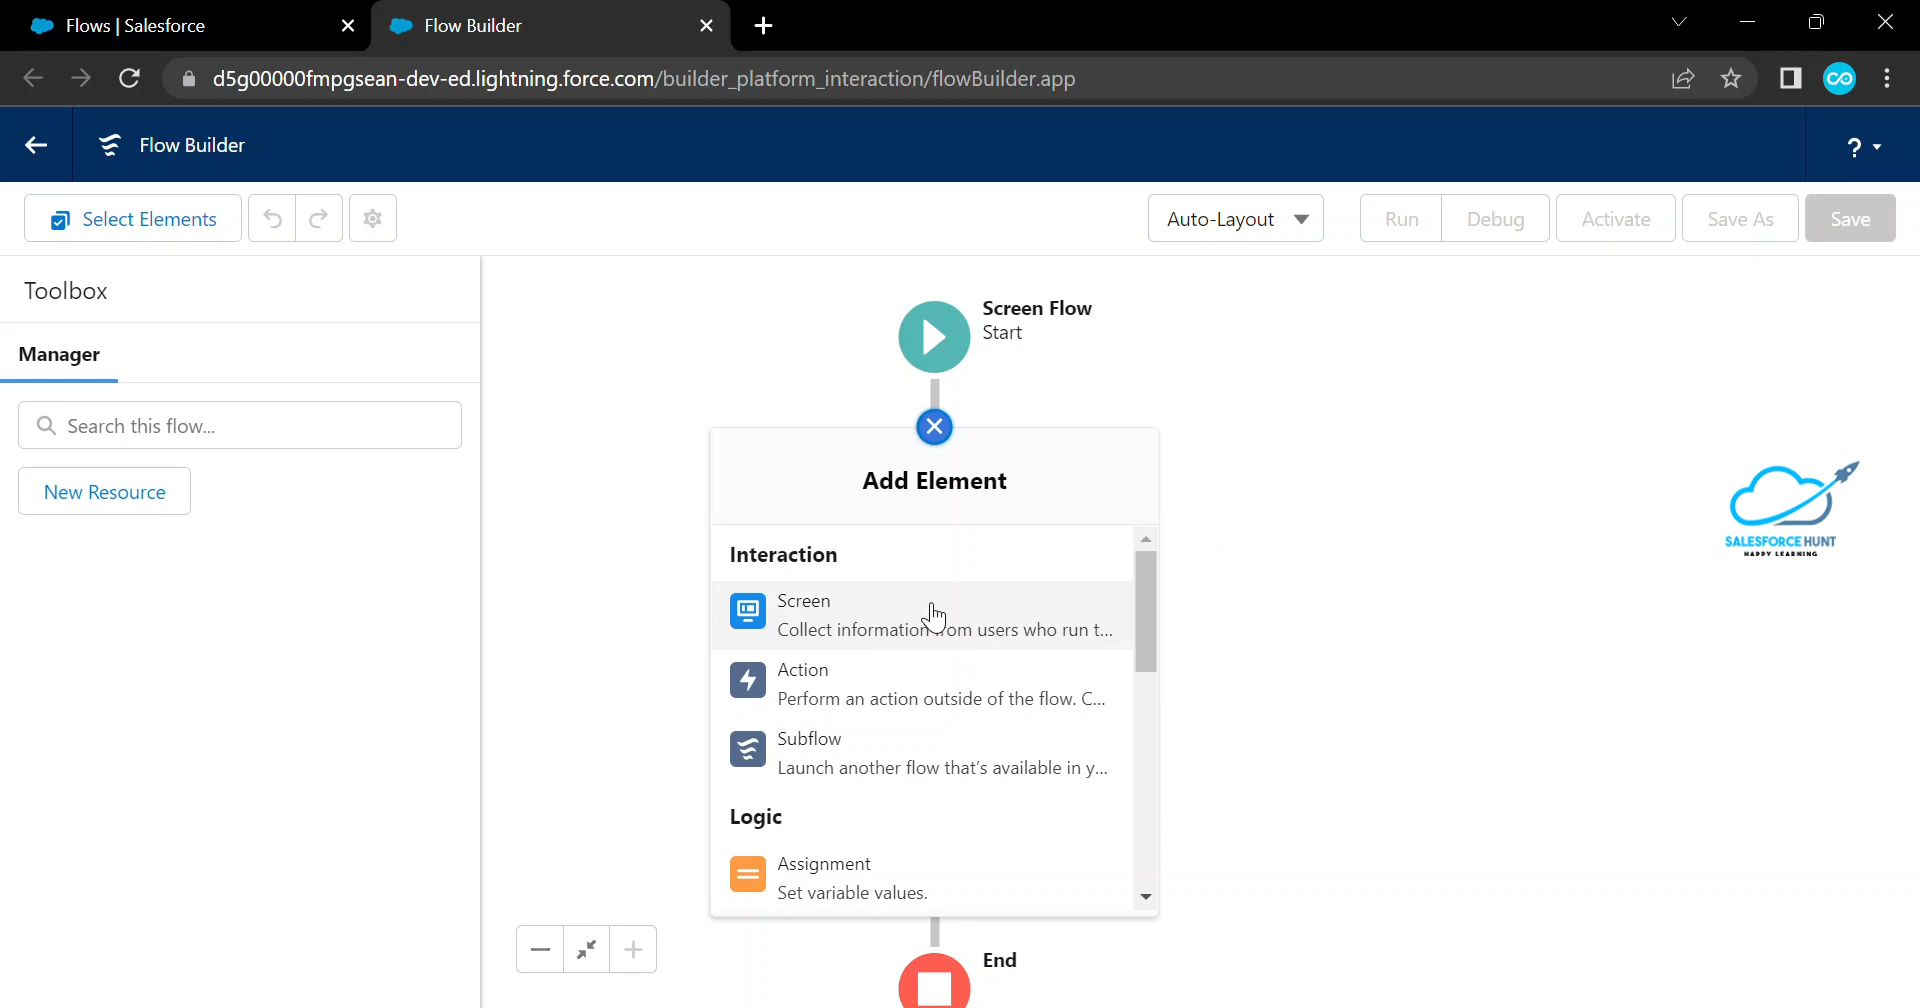 Flows | Salesforce
Flow Builder
d5g00000fmpgsean-dev-ed.lightning.force.com/builder_platform_interaction/flowBuilder.app
Flow Builder
?
Select Elements
Auto-Layout
Run
Debug
Activate
Save As
Save
Toolbox
Manager
Search this flow...
New Resource
Screen Flow
Start
Add Element
Interaction
Screen
Collect information from users who run t...
Action
Perform an action outside of the flow. C...
Subflow
Launch another flow that's available in y...
Logic
Assignment
Set variable values.
End
SALESFORCE HUNT
HAPPY LEARNING